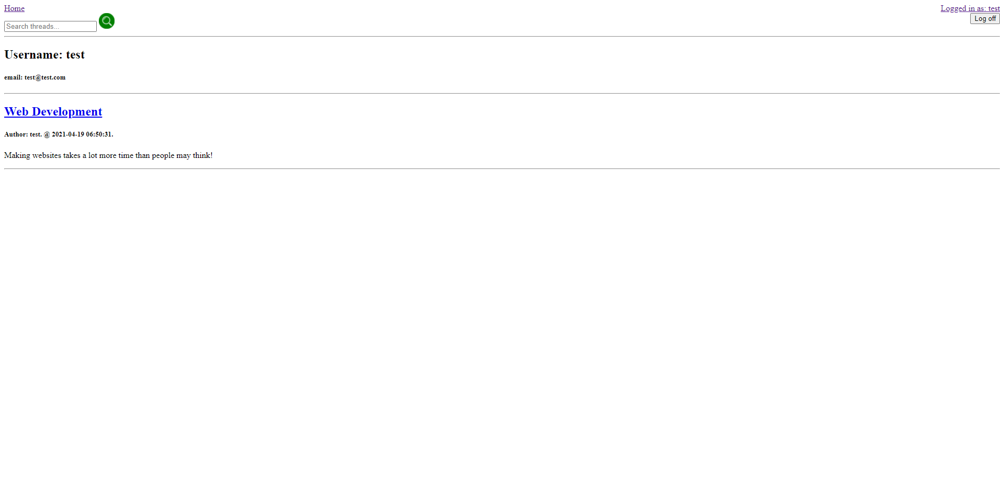 Home
Logged in as: test
Search threads...
Log off
Username: test
email: test@test.com
Web Development
Author: test. @ 2021-04-19 06:50:31.
Making websites takes a lot more time than people may think!